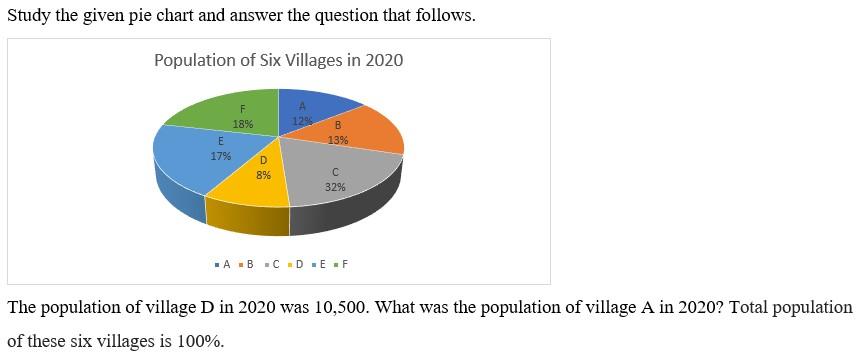 Study the given pie chart and answer the question that follows.
Population of Six Villages in 2020
F
18%
A
12%
B
13%
E
17%
D
8%
C
32%
A B C D E F
The population of village D in 2020 was 10,500. What was the population of village A in 2020? Total population
of these six villages is 100%.